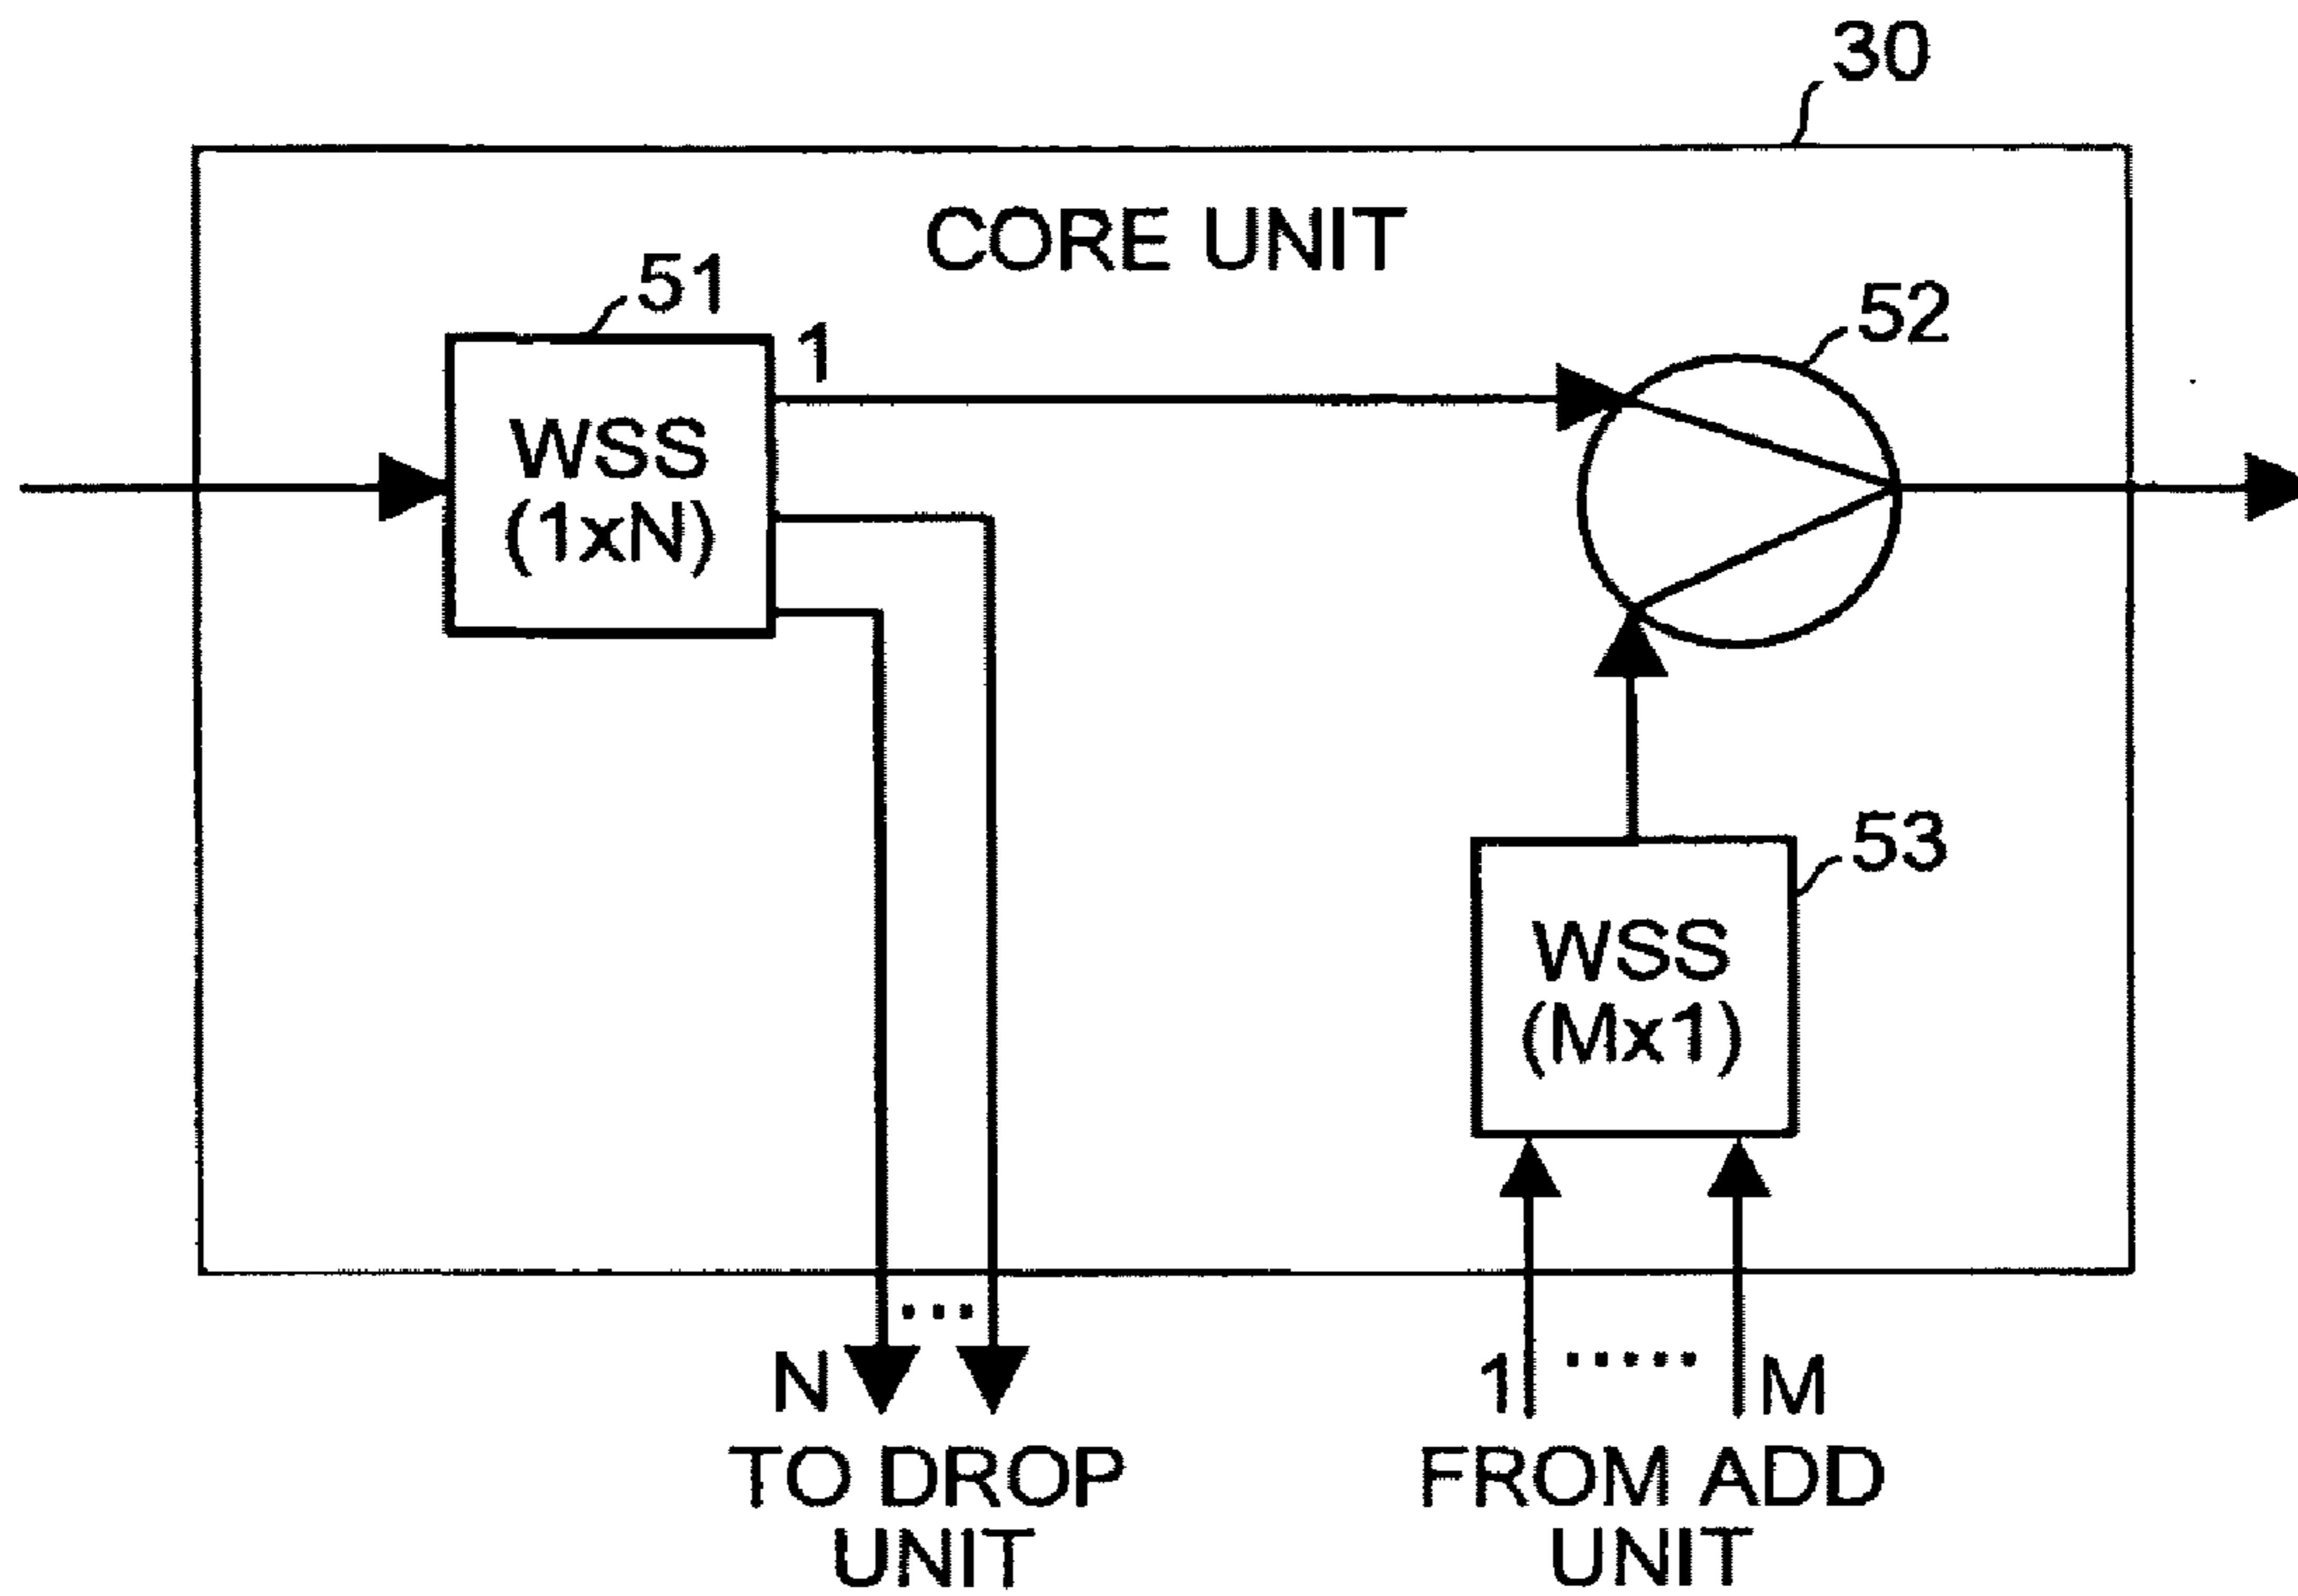 30
CORE UNIT
51
1
52
WSS
(1xN)
53
WSS
(Mx1)
N
...
1
.....
M
TO DROP
UNIT
FROM ADD
UNIT